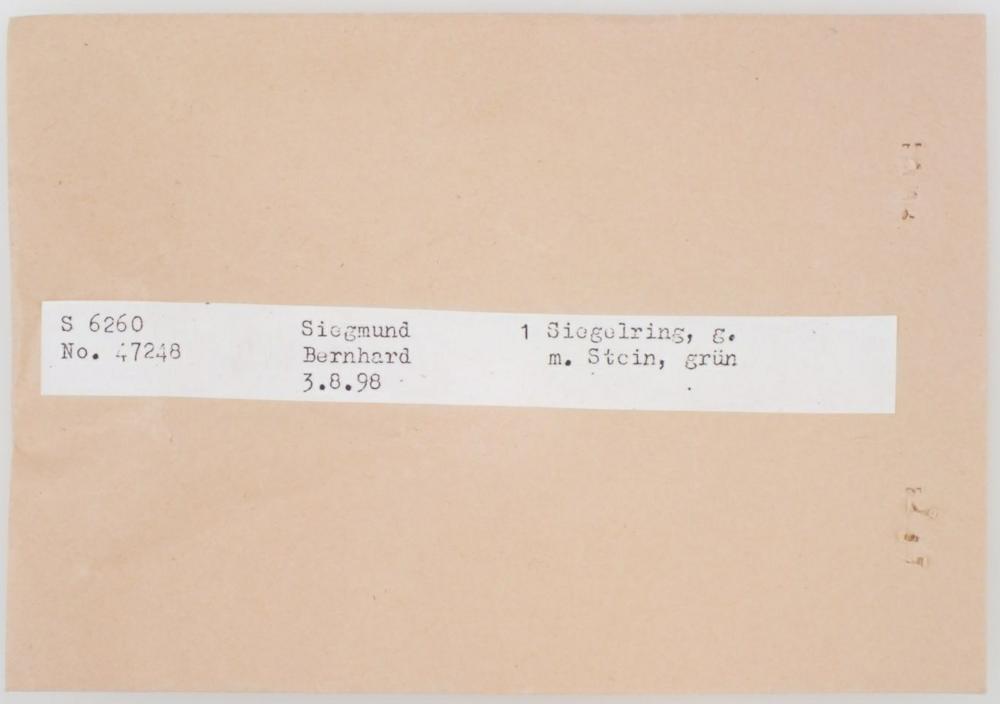 S 6260
No. 47248
Siegmund
Bernhard
3.8.98
1 Siegelring, g.
m. Stein, grün